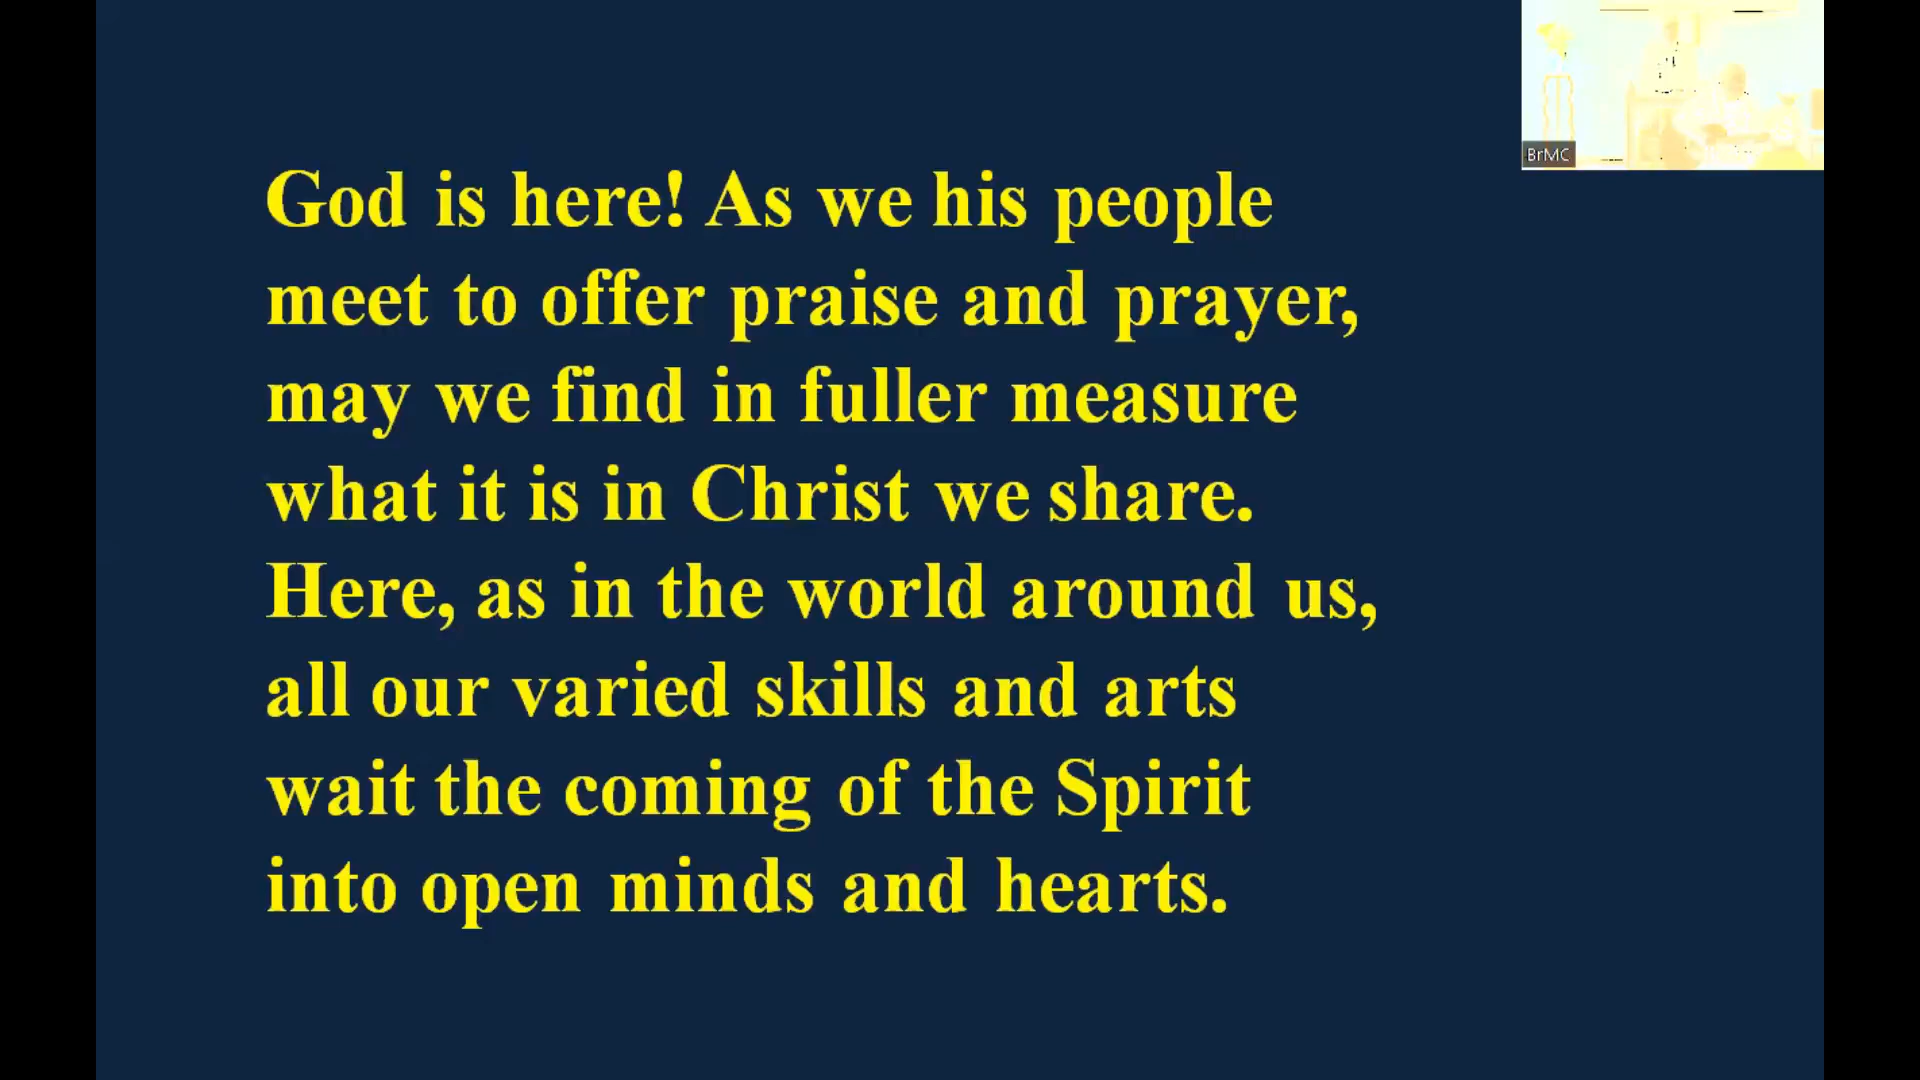 God is here! As we his people
meet to offer praise and prayer,
may we find in fuller measure
what it is in Christ we share.
Here, as in the world around us,
all our varied skills and arts
wait the coming of the Spirit
into open minds and hearts.
BrMC